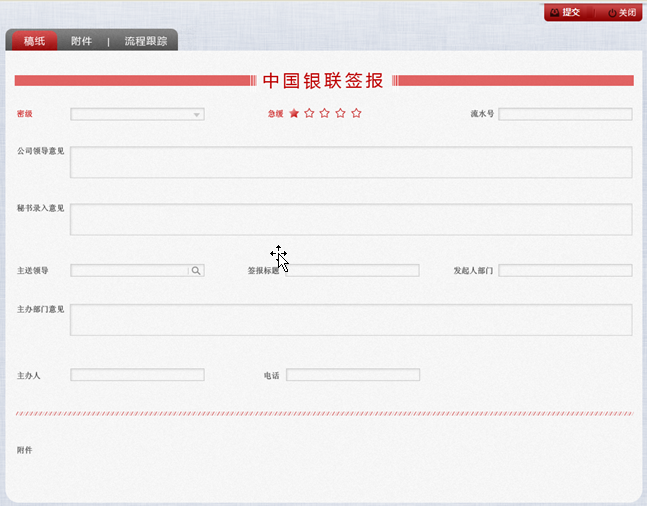 提交 关闭
稿纸 附件 | 流程跟踪
中国银联签报
密级 急缓 流水号
公司领导意见
秘书录入意见
主送领导 签报标题 发起人部门
主办部门意见
主办人 电话
附件